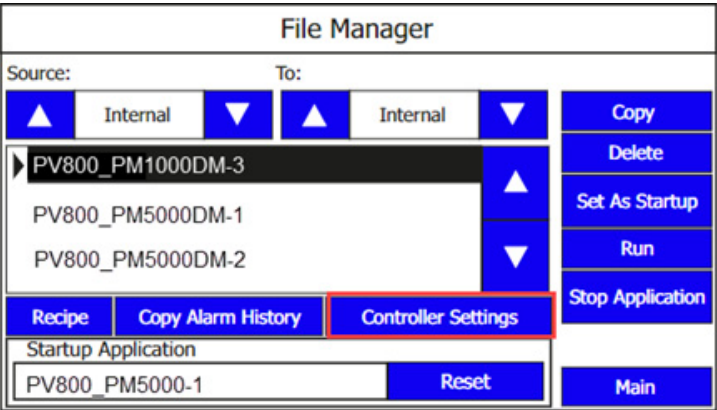 File Manager
Source: To:
Internal Internal Copy
Delete
PV800_PM1000DM-3
Set As Startup
PV800_PM5000DM-1
Run
PV800_PM5000DM-2
Stop Application
Recipe Copy Alarm History Controller Settings
Startup Application
PV800_PM5000-1 Reset Main